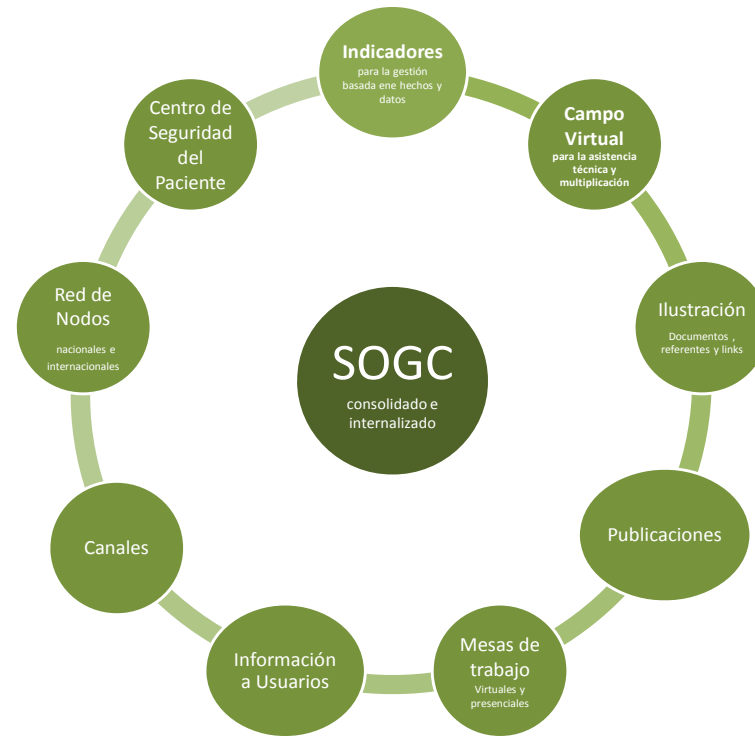 Indicadores
para la gestión
basada ene hechos y
datos
Campo
Virtual
para la asistencia
técnica y
multiplicación
Ilustración
Documentos ,
referentes y links
Publicaciones
Mesas de
trabajo
Virtuales y
presenciales
Información
a Usuarios
Canales
Red de
Nodos
nacionales e
internacionales
Centro de
Seguridad
del
Paciente
SOGC
consolidado e
internalizado